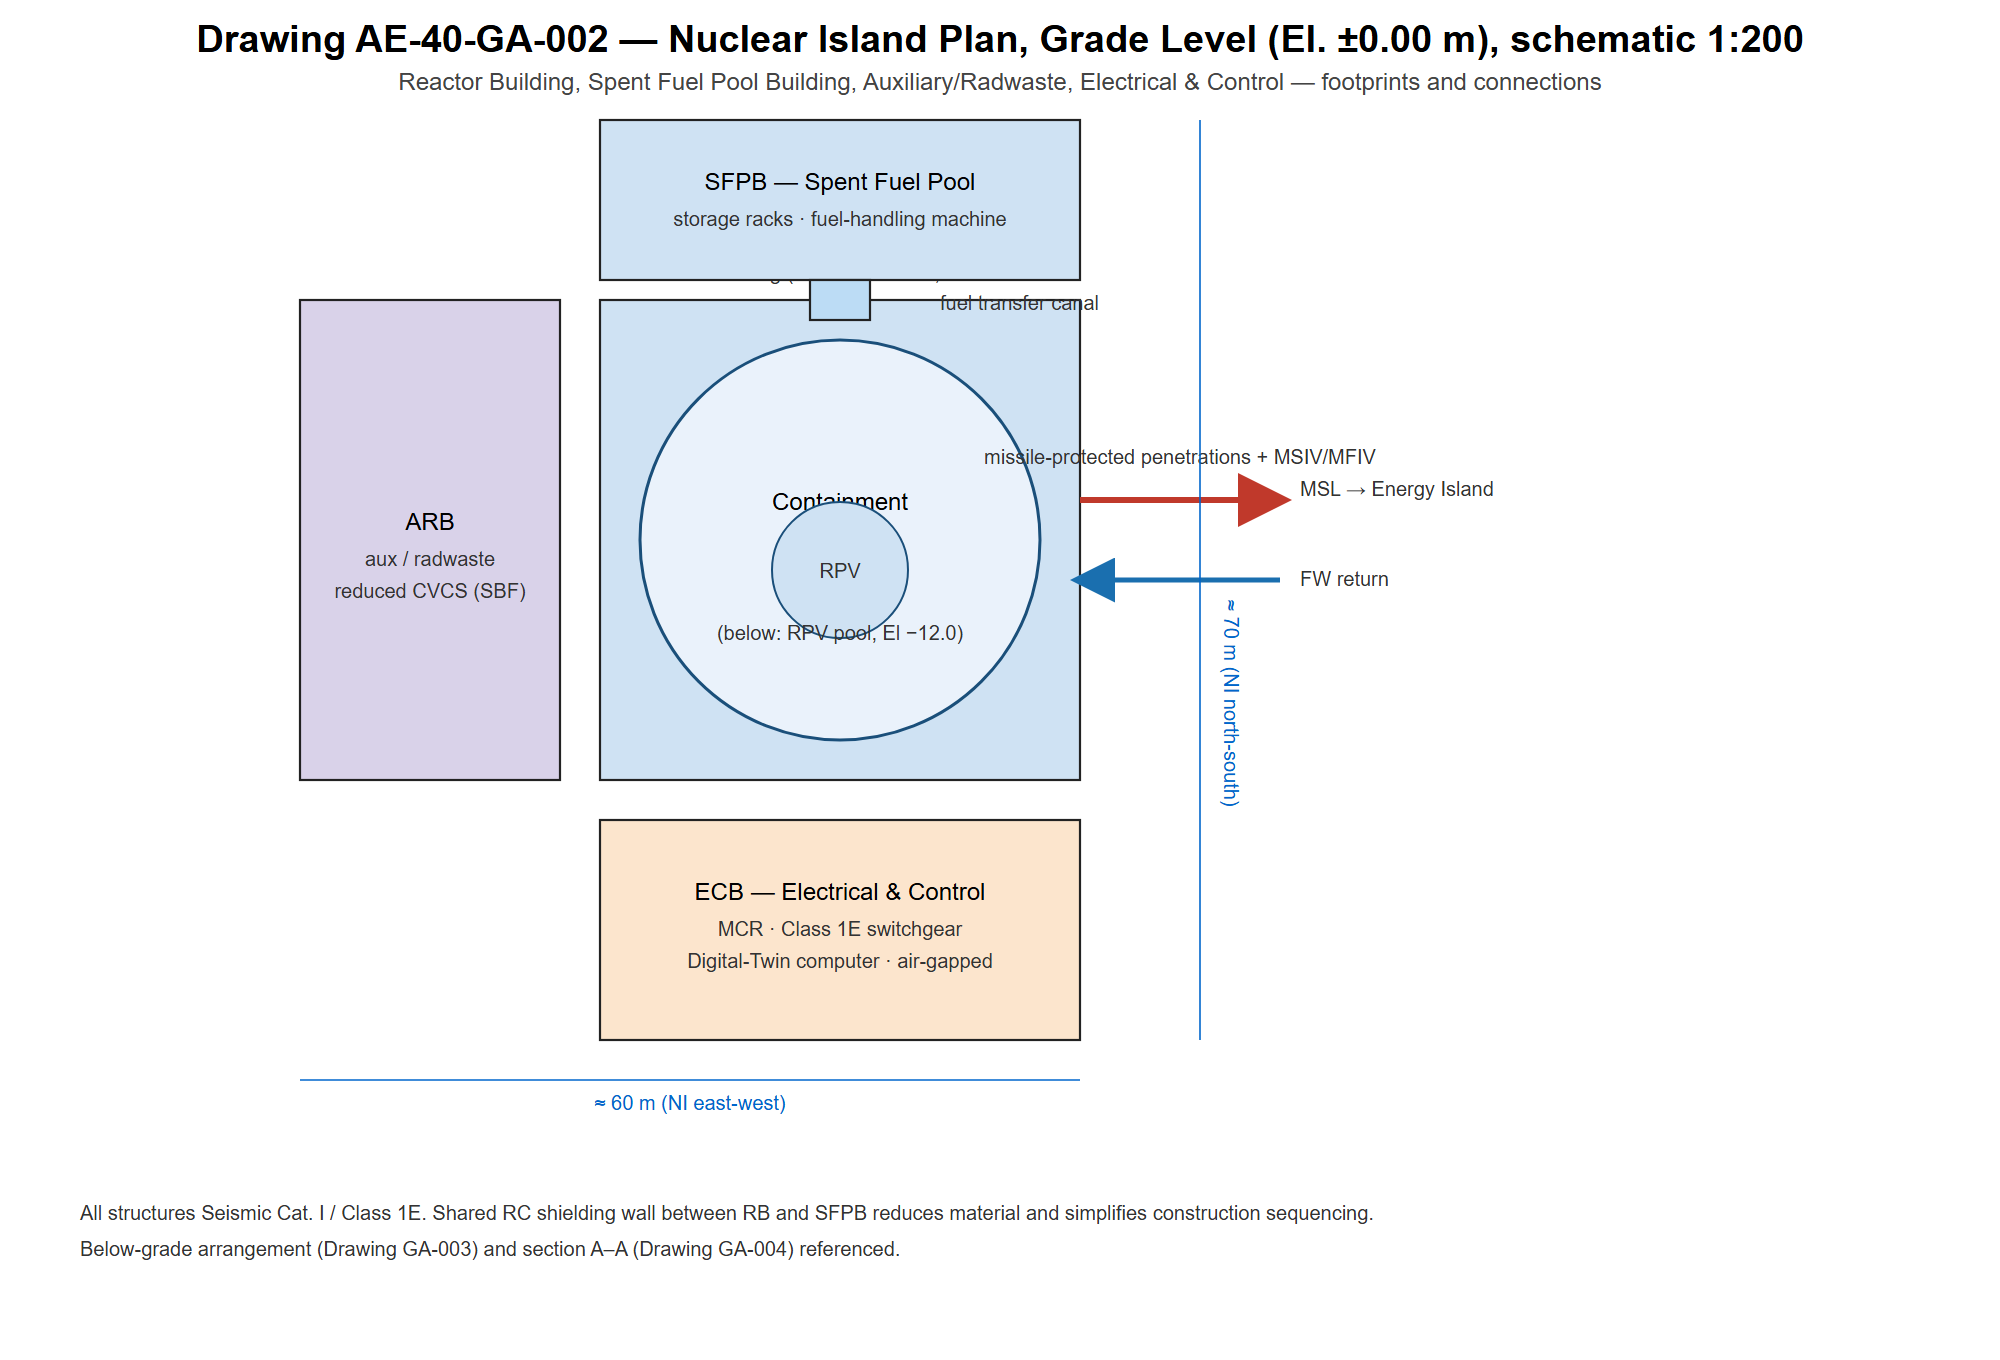 Drawing AE-40-GA-002 — Nuclear Island Plan, Grade Level (El. ±0.00 m), schematic 1:200
Reactor Building, Spent Fuel Pool Building, Auxiliary/Radwaste, Electrical & Control — footprints and connections
SFPB — Spent Fuel Pool
storage racks · fuel-handling machine
fuel transfer canal
missile-protected penetrations + MSIV/MFIV
MSL → Energy Island
Containment
ARB
aux / radwaste
reduced CVCS (SBF)
RPV
FW return
(below: RPV pool, El −12.0)
≈ 70 m (NI north-south)
ECB — Electrical & Control
MCR · Class 1E switchgear
Digital-Twin computer · air-gapped
≈ 60 m (NI east-west)
All structures Seismic Cat. I / Class 1E. Shared RC shielding wall between RB and SFPB reduces material and simplifies construction sequencing.
Below-grade arrangement (Drawing GA-003) and section A–A (Drawing GA-004) referenced.